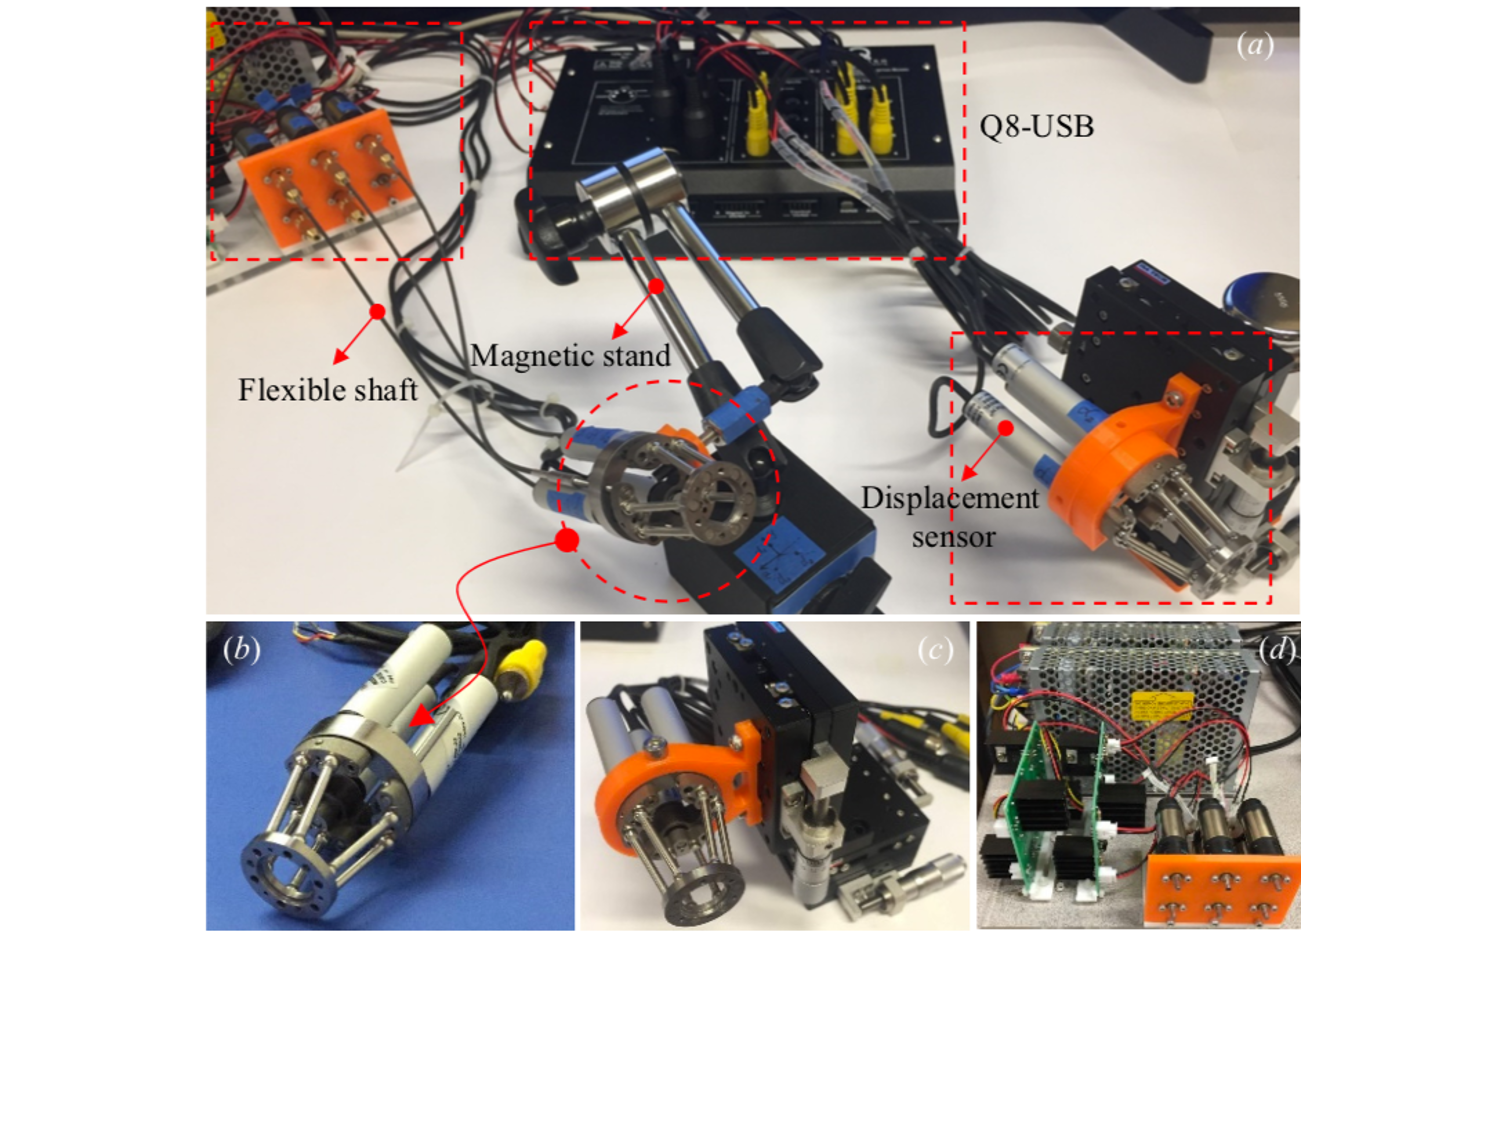 (a)
Q8-USB
Magnetic stand
Flexible shaft
Displacement
sensor
(b)
(c)
(d)